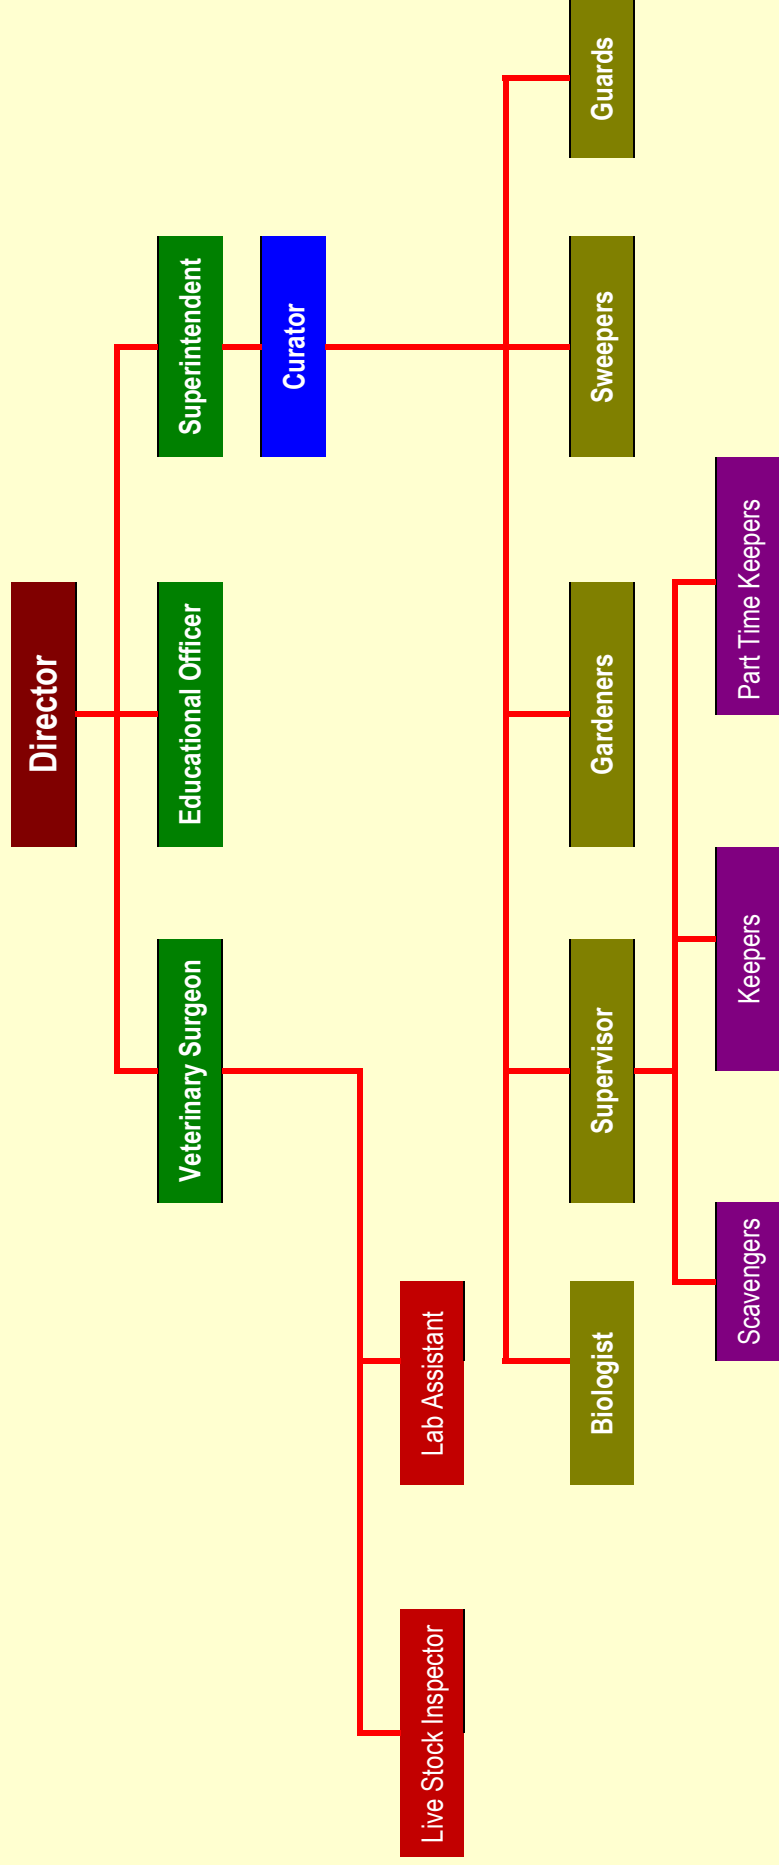 Director
Veterinary Surgeon
Educational Officer
Superintendent
Curator
Live Stock Inspector
Lab Assistant
Biologist
Supervisor
Gardeners
Sweepers
Guards
Scavengers
Keepers
Part Time Keepers